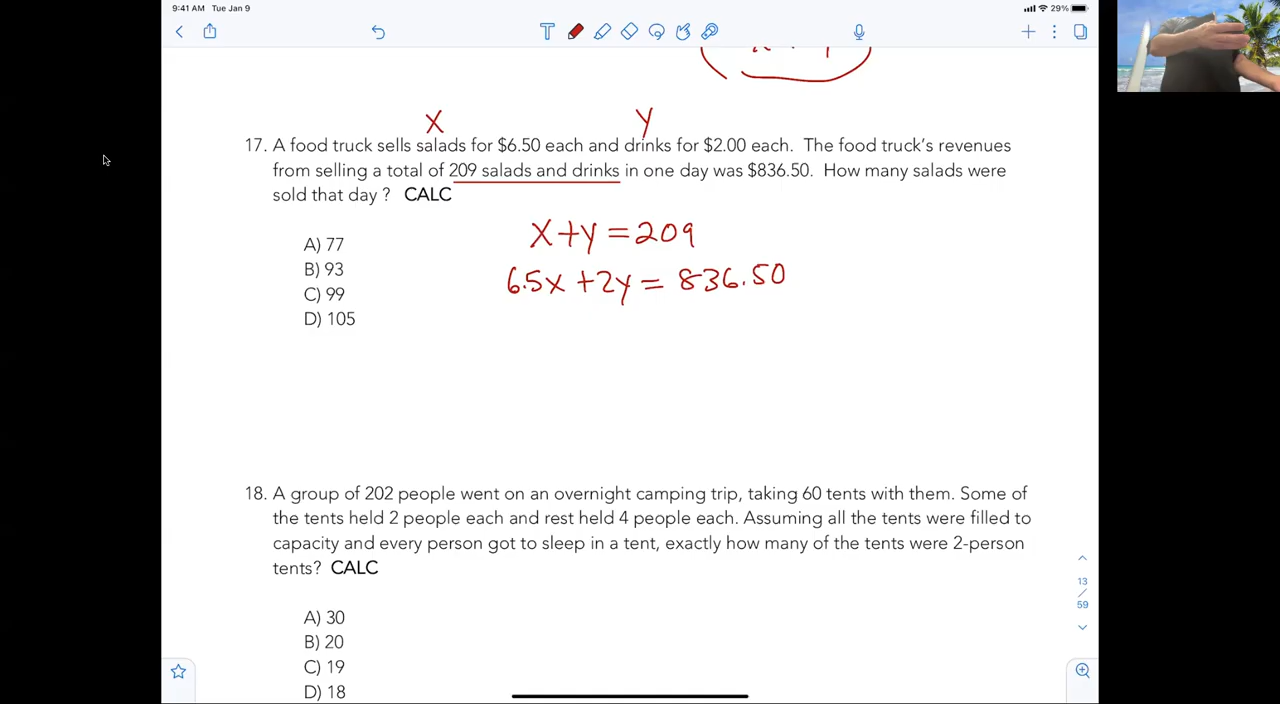 9:41 AM Tue Jan 9
29%
X
y
17. A food truck sells salads for $6.50 each and drinks for $2.00 each. The food truck's revenues
from selling a total of 209 salads and drinks in one day was $836.50. How many salads were
sold that day ? CALC
A) 77
B) 93
C) 99
D) 105
x+y=209
6.5x+2y=836.50
18. A group of 202 people went on an overnight camping trip, taking 60 tents with them. Some of
the tents held 2 people each and rest held 4 people each. Assuming all the tents were filled to
capacity and every person got to sleep in a tent, exactly how many of the tents were 2-person
tents? CALC
A) 30
B) 20
C) 19
D) 18
13
/
59